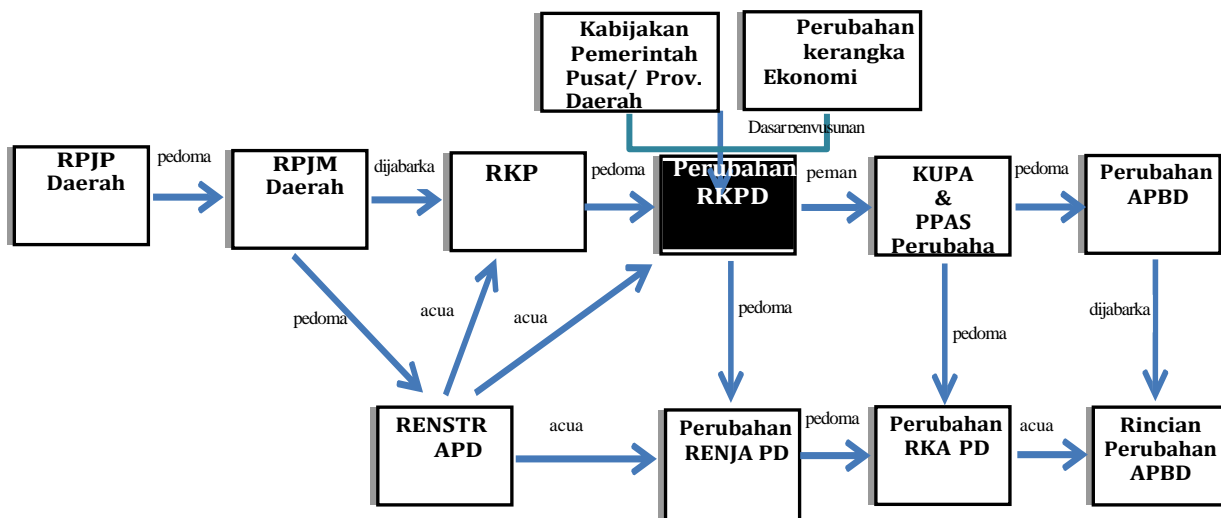 Kabijakan
Pemerintah
Pusat/ Prov.
Daerah
Perubahan
kerangka
Ekonomi
Dasar penyusunan
RPJP
Daerah
pedoma
RPJM
Daerah
dijabarka
RKP
pedoma
Perubahan
RKPD
peman
KUPA
&
PPAS
Perubaha
pedoma
Perubahan
APBD
pedoma
acua
acua
pedoma
pedoma
dijabarka
RENSTR
APD
acua
Perubahan
RENJA PD
pedoma
Perubahan
RKA PD
acua
Rincian
Perubahan
APBD